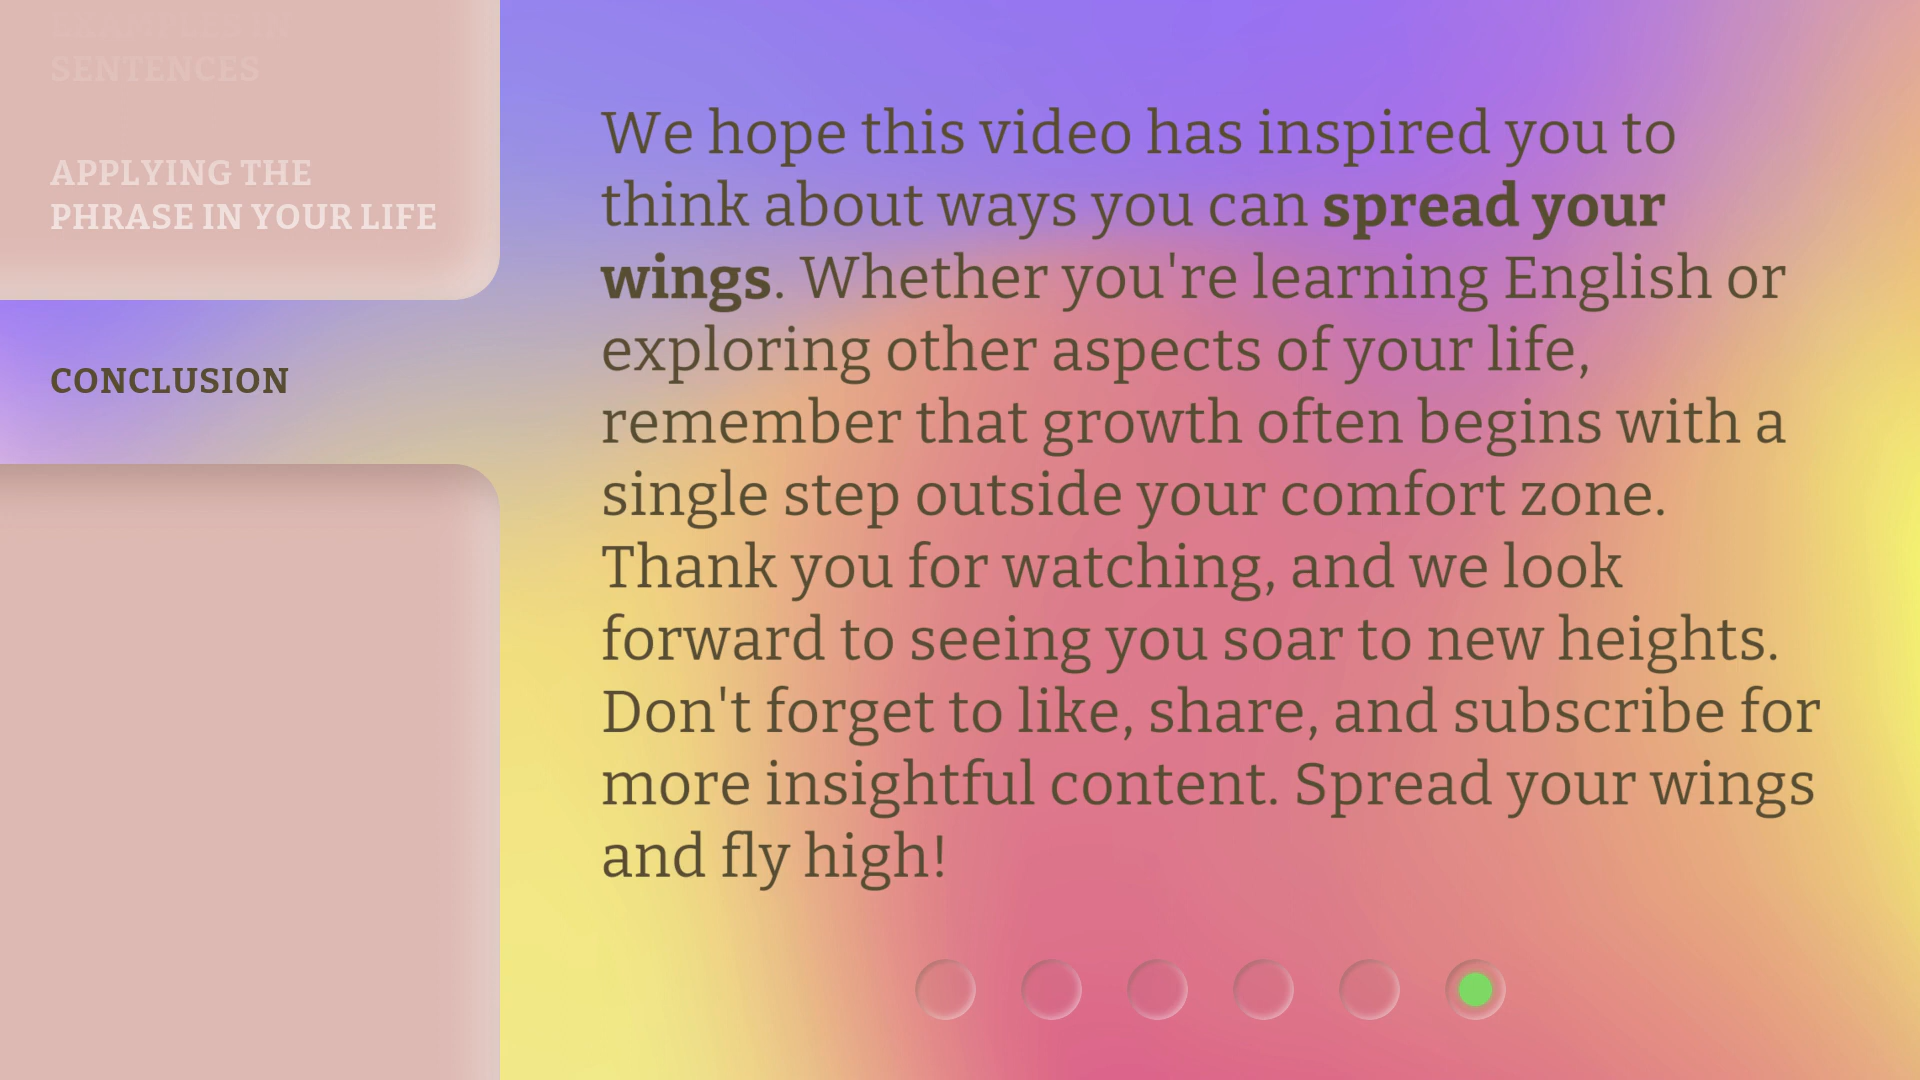 EXAMPLES IN
SENTENCES
APPLYING THE
PHRASE IN YOUR LIFE
CONCLUSION
We hope this video has inspired you to
think about ways you can spread your
wings. Whether you're learning English or
exploring other aspects of your life,
remember that growth often begins with a
single step outside your comfort zone.
Thank you for watching, and we look
forward to seeing you soar to new heights.
Don't forget to like, share, and subscribe for
more insightful content. Spread your wings
and fly high!